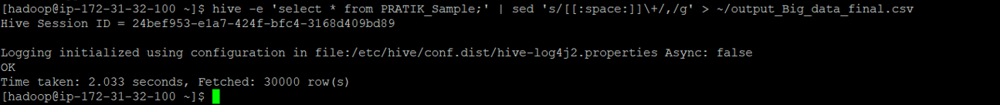 [hadoop@ip-172-31-32-100 ~]$ hive -e 'select * from PRATIK_Sample;' | sed 's/[[:space:]]\+/,/g' > ~/output_Big_data_final.csv
Hive Session ID = 24bef953-e1a7-424f-bfc4-3168d409bd89
Logging initialized using configuration in file:/etc/hive/conf.dist/hive-log4j2.properties Async: false
OK
Time taken: 2.033 seconds, Fetched: 30000 row(s)
[hadoop@ip-172-31-32-100 ~]$